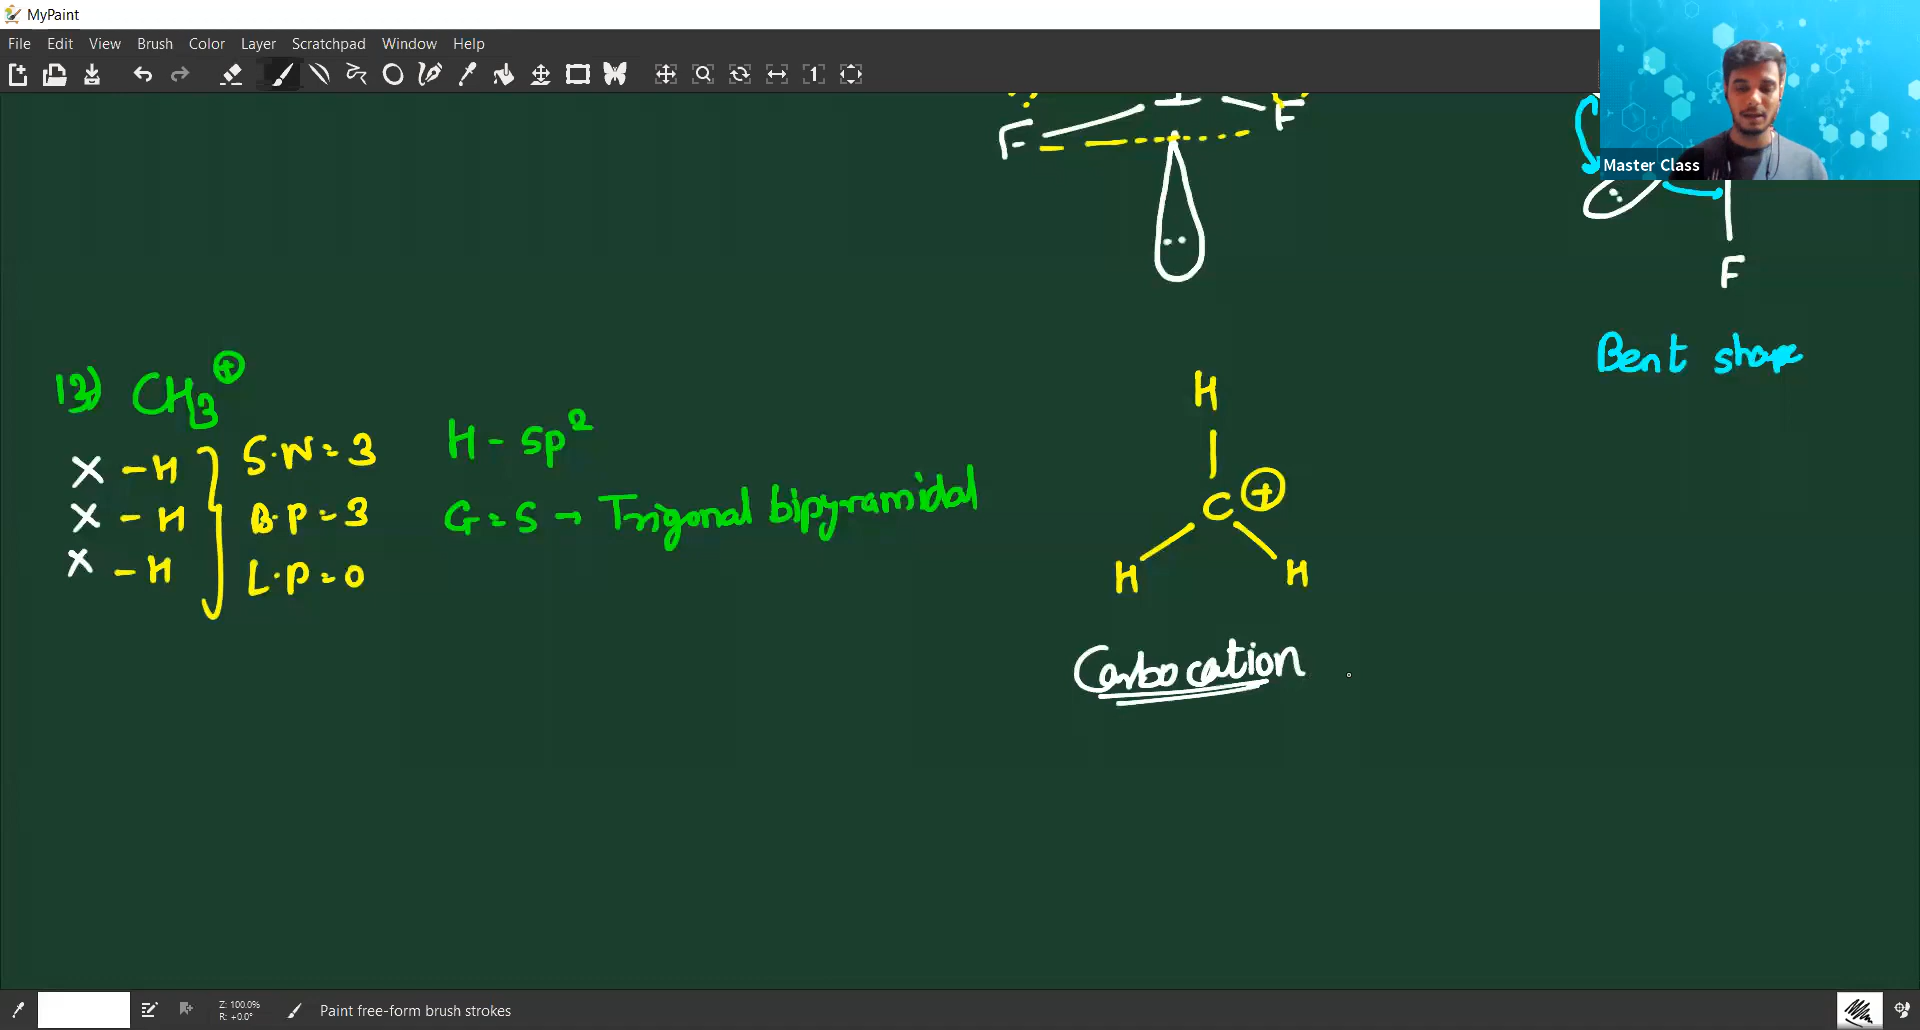 MyPaint
File Edit View Brush Color Layer Scratchpad Window Help
1
Master Class
F F
F
Bent shape
13) CH3⊕
X - H
X - H
X - H
S.N = 3
B.P = 3
L.P = 0
H - sp²
G = S → Trigonal bipyramidal
H
C ⊕
H H
Carbocation
Z: 100.0%
R: +0.0°
Paint free-form brush strokes